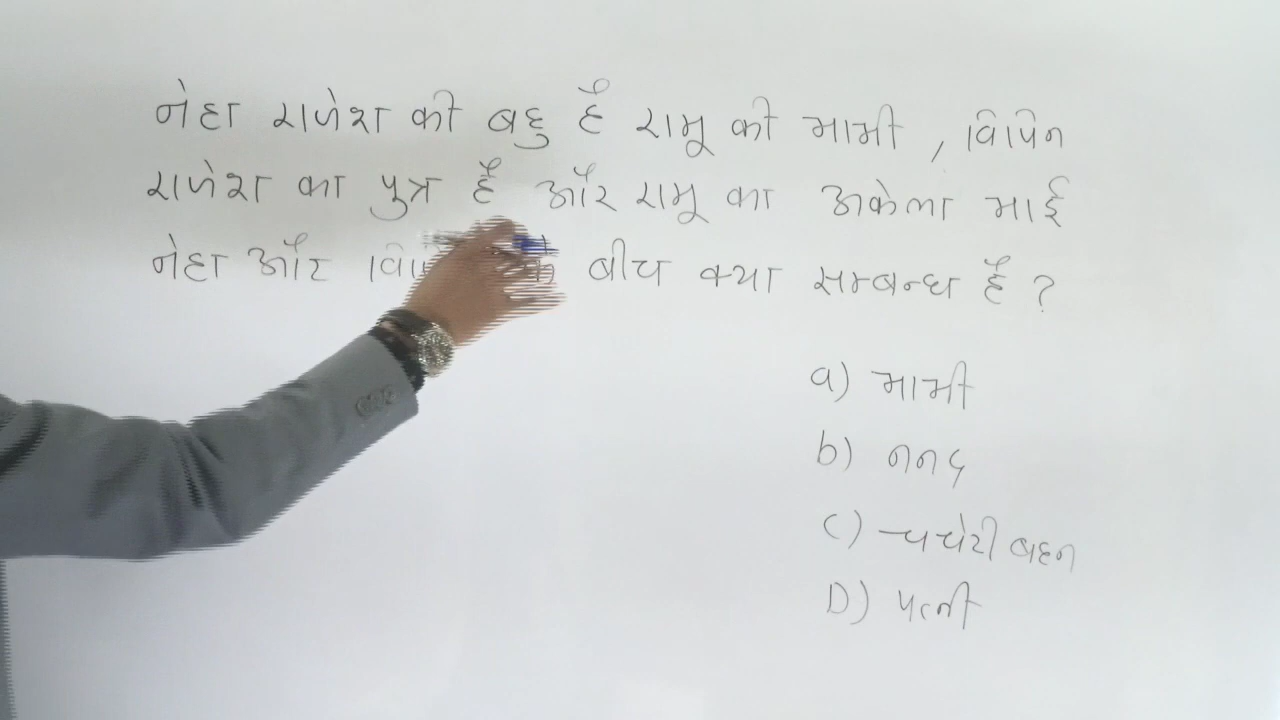 नेहा राजेश की बहु है रामू की भाभी , विपिन
राजेश का पुत्र है और रामू का अकेला भाई
नेहा और बीच क्या सम्बन्ध है ?
a) भाभी
b) ननद
c) चचेरी बहन
D) पत्नी